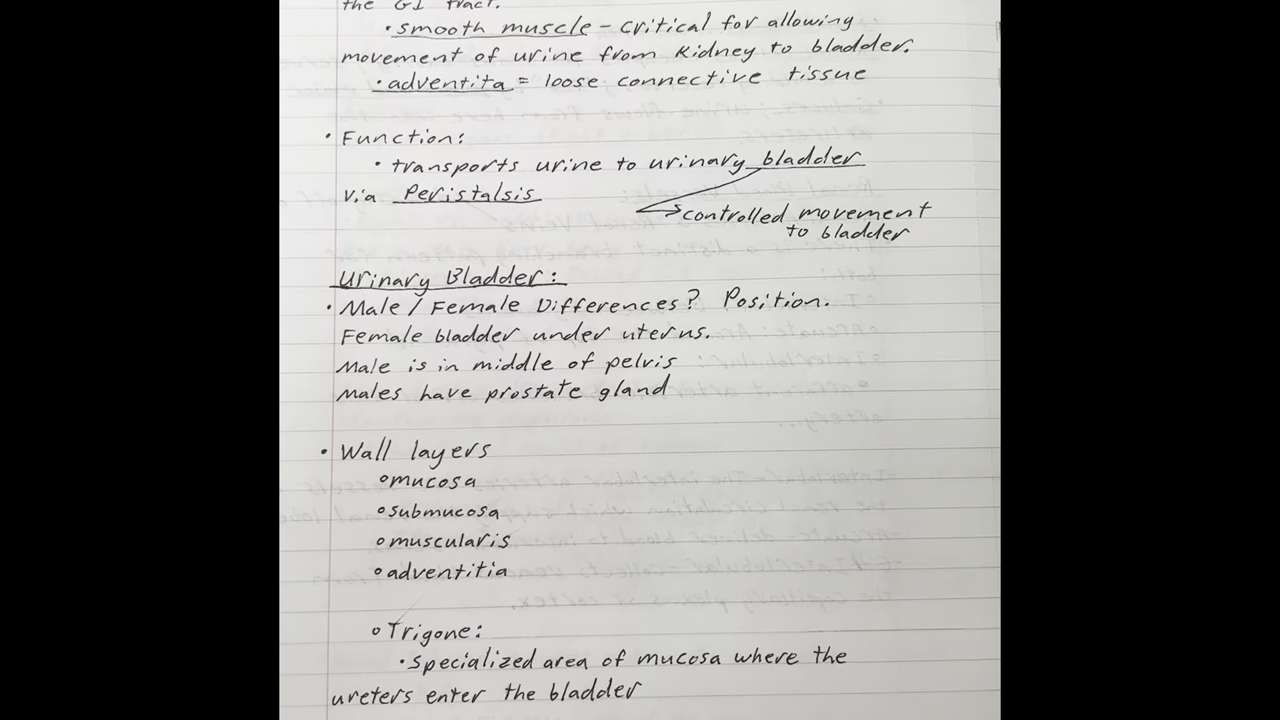 the GI tract.
• smooth muscle – critical for allowing
movement of urine from kidney to bladder.
• adventita = loose connective tissue
• Function:
• transports urine to urinary bladder
via Peristalsis
controlled movement
to bladder
Urinary Bladder:
• Male / Female Differences? Position.
Female bladder under uterus.
Male is in middle of pelvis
Males have prostate gland
• Wall layers
° mucosa
° submucosa
° muscularis
° adventitia
° Trigone:
• specialized area of mucosa where the
ureters enter the bladder